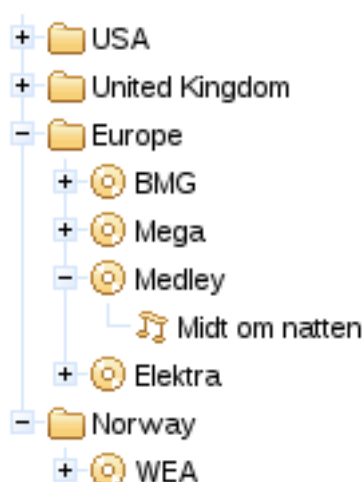 USA
United Kingdom
Europe
BMG
Mega
Medley
Midt om natten
Elektra
Norway
WEA